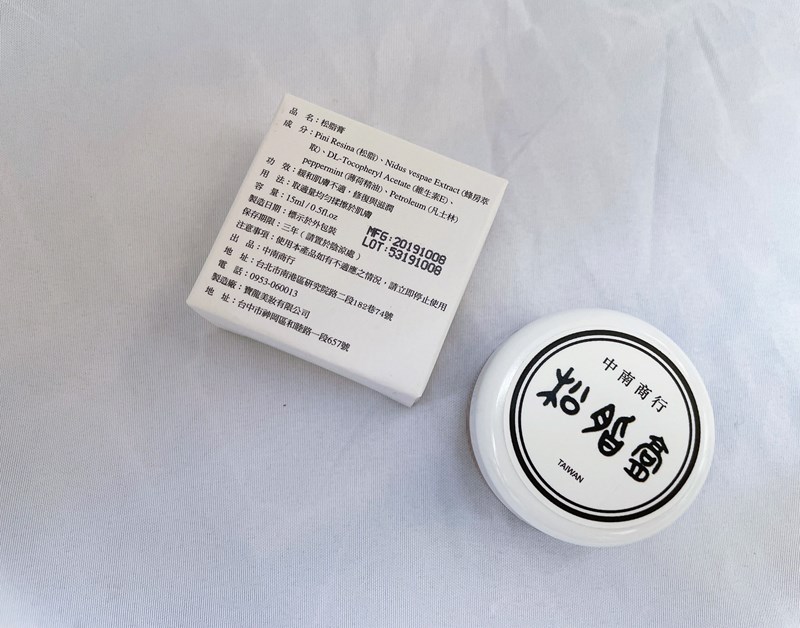 品　名：松脂膏
成　分：Pini Resina (松脂)、Nidus vespae Extract (蜂房萃
取)、DL-Tocopheryl Acetate (維生素E)、
peppermint (薄荷精油)、Petroleum (凡士林)
功　效：緩和肌膚不適，修復與滋潤
用　法：取適量均勻揉擦於肌膚
容　量：15ml / 0.5fl.oz
製造日期：標示於外包裝
MFG:20191008
LOT:53191008
保存期限：三年 ( 請置於陰涼處 )
注意事項：使用本產品如有不適應之情況，請立即停止使用
出　品：中南商行
地　址：台北市南港區研究院路二段182巷74號
電　話：0953-060013
製造廠：寶龍美妝有限公司
地　址：台中市神岡區和睦路一段657號
中南商行
松脂膏
TAIWAN